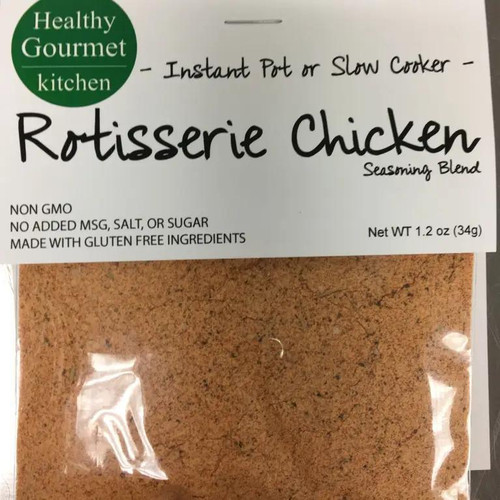 Healthy
Gourmet
kitchen
- Instant Pot or Slow Cooker -
Rotisserie Chicken
Seasoning Blend
NON GMO
NO ADDED MSG, SALT, OR SUGAR
MADE WITH GLUTEN FREE INGREDIENTS
Net WT 1.2 oz (34g)